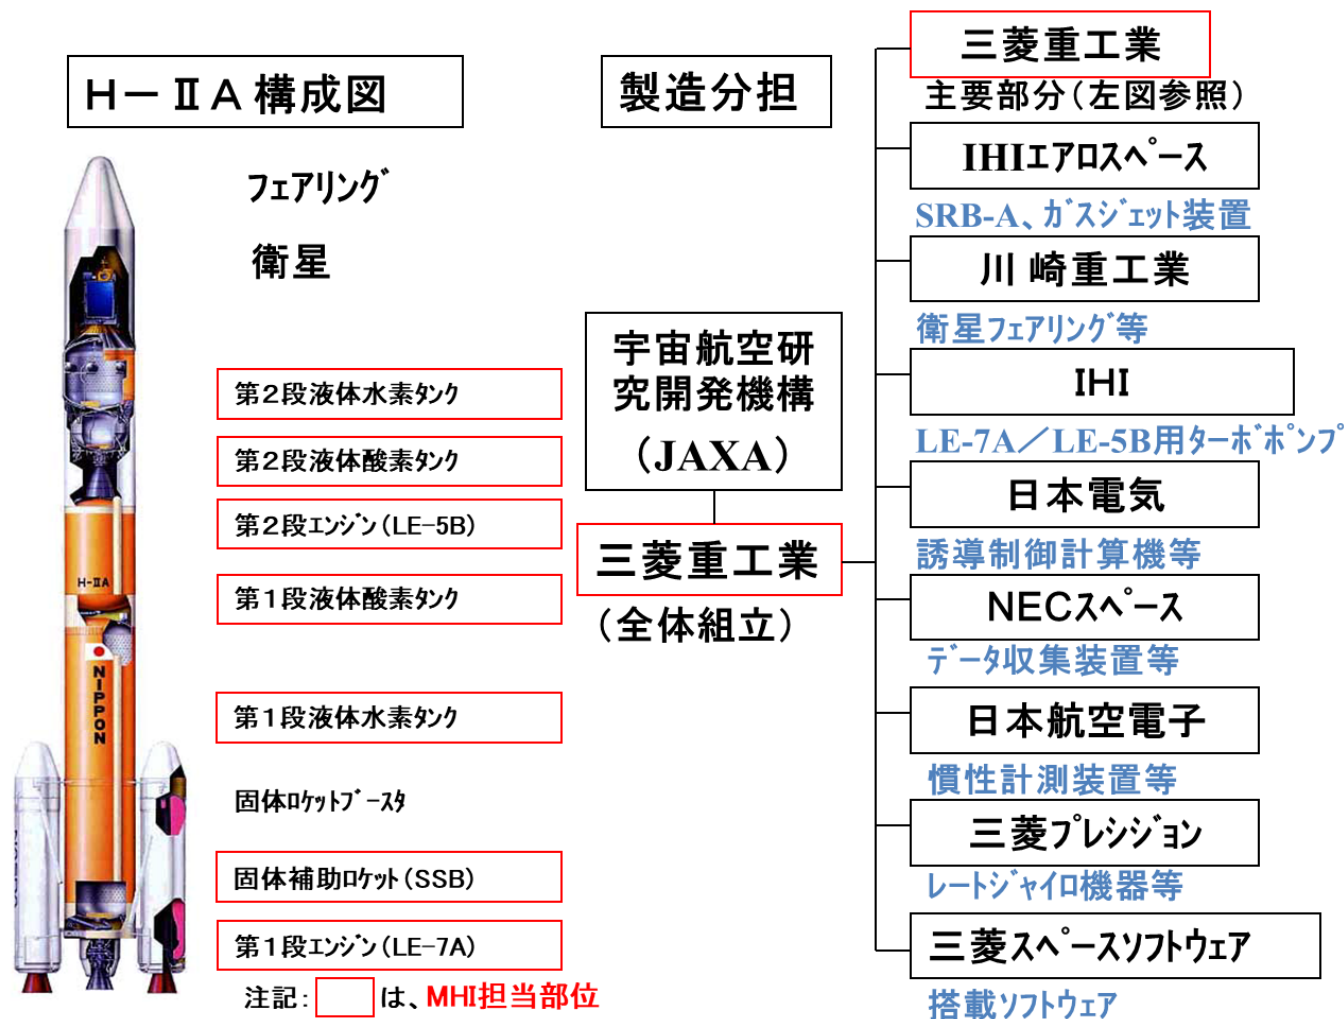 H-ⅡA構成図
フェアリング
衛星
第2段液体水素タンク
第2段液体酸素タンク
第2段エンジン(LE-5B)
第1段液体酸素タンク
第1段液体水素タンク
固体ロケットブースタ
固体補助ロケット(SSB)
第1段エンジン(LE-7A)
注記: は、MHI担当部位
H-ⅡA
NIPPON
製造分担
宇宙航空研
究開発機構
(JAXA)
三菱重工業
(全体組立)
三菱重工業
主要部分(左図参照)
IHIエアロスペース
SRB-A、ガスジェット装置
川崎重工業
衛星フェアリング等
IHI
LE-7A/LE-5B用ターボポンプ
日本電気
誘導制御計算機等
NECスペース
データ収集装置等
日本航空電子
慣性計測装置等
三菱プレシジョン
レートジャイロ機器等
三菱スペースソフトウェア
搭載ソフトウェア